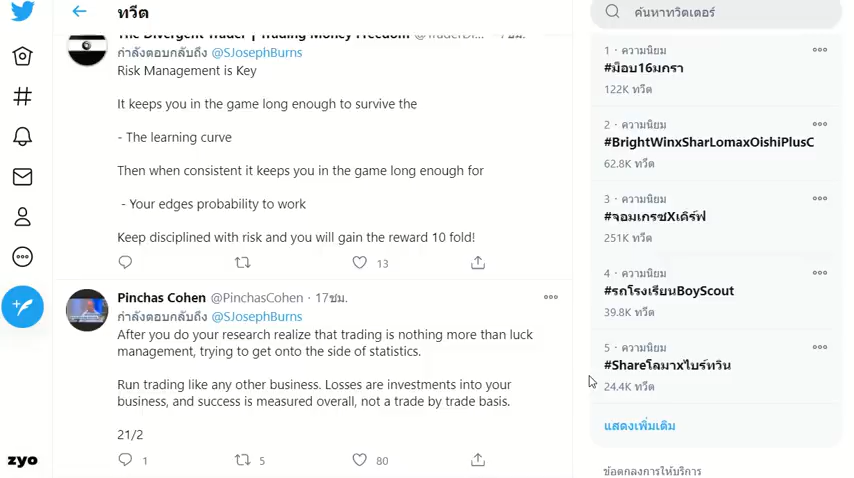 ทวีต
The Divergent Trader | Trading Money Freedom @TraderDi... · 7ชม.
กำลังตอบกลับถึง @SJosephBurns
Risk Management is Key
It keeps you in the game long enough to survive the
- The learning curve
Then when consistent it keeps you in the game long enough for
- Your edges probability to work
Keep disciplined with risk and you will gain the reward 10 fold!
13
Pinchas Cohen @PinchasCohen · 17ชม.
กำลังตอบกลับถึง @SJosephBurns
After you do your research realize that trading is nothing more than luck
management, trying to get onto the side of statistics.
Run trading like any other business. Losses are investments into your
business, and success is measured overall, not a trade by trade basis.
21/2
1 5 80
ค้นหาทวิตเตอร์
1 · ความนิยม
#ม็อบ16มกรา
122K ทวีต
2 · ความนิยม
#BrightWinxSharLomaxOishiPlusC
62.8K ทวีต
3 · ความนิยม
#จอมเกรซXเดิร์ฟ
251K ทวีต
4 · ความนิยม
#รกโรงเรียนBoyScout
39.8K ทวีต
5 · ความนิยม
#Shareโลมาxไบร์ทวิน
24.4K ทวีต
แสดงเพิ่มเติม
ข้อตกลงการให้บริการ
zyo